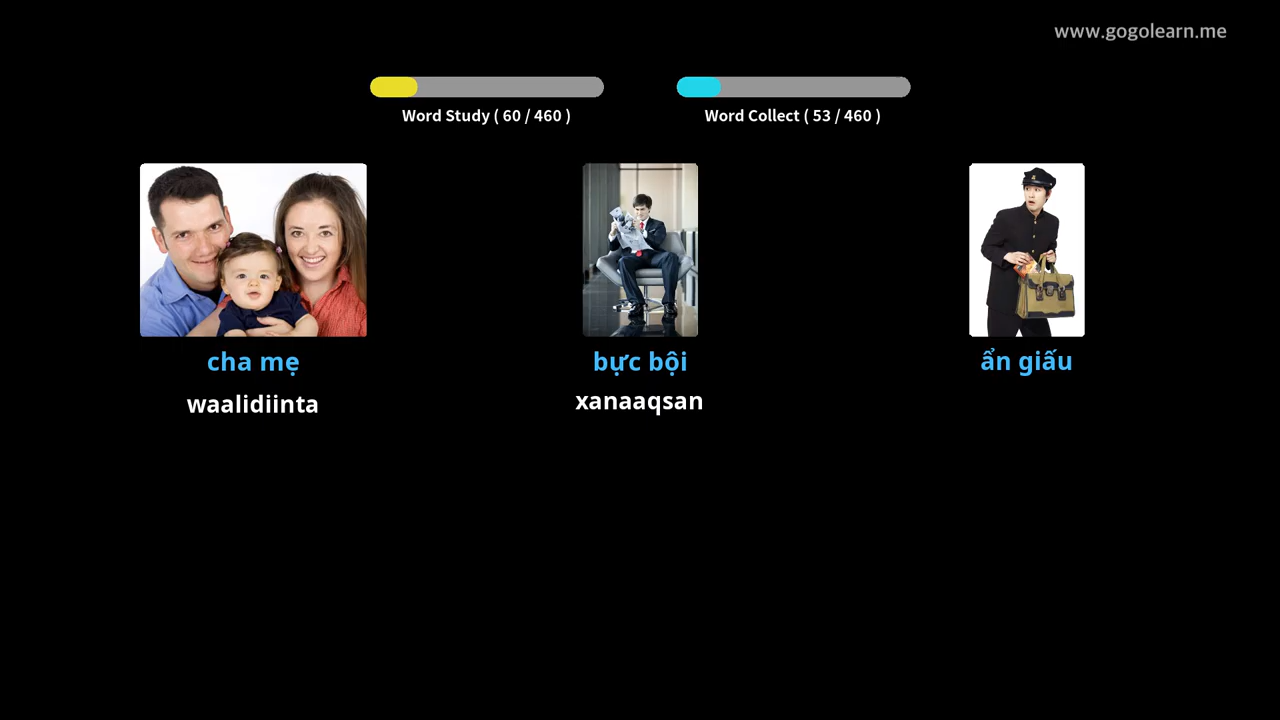 www.gogolearn.me
Word Study ( 60 / 460 )
Word Collect ( 53 / 460 )
cha mẹ
bực bội
ẩn giấu
waalidiinta
xanaaqsan